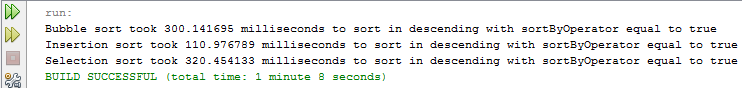 run:
Bubble sort took 300.141695 milliseconds to sort in descending with sortByOperator equal to true
Insertion sort took 110.976789 milliseconds to sort in descending with sortByOperator equal to true
Selection sort took 320.454133 milliseconds to sort in descending with sortByOperator equal to true
BUILD SUCCESSFUL (total time: 1 minute 8 seconds)